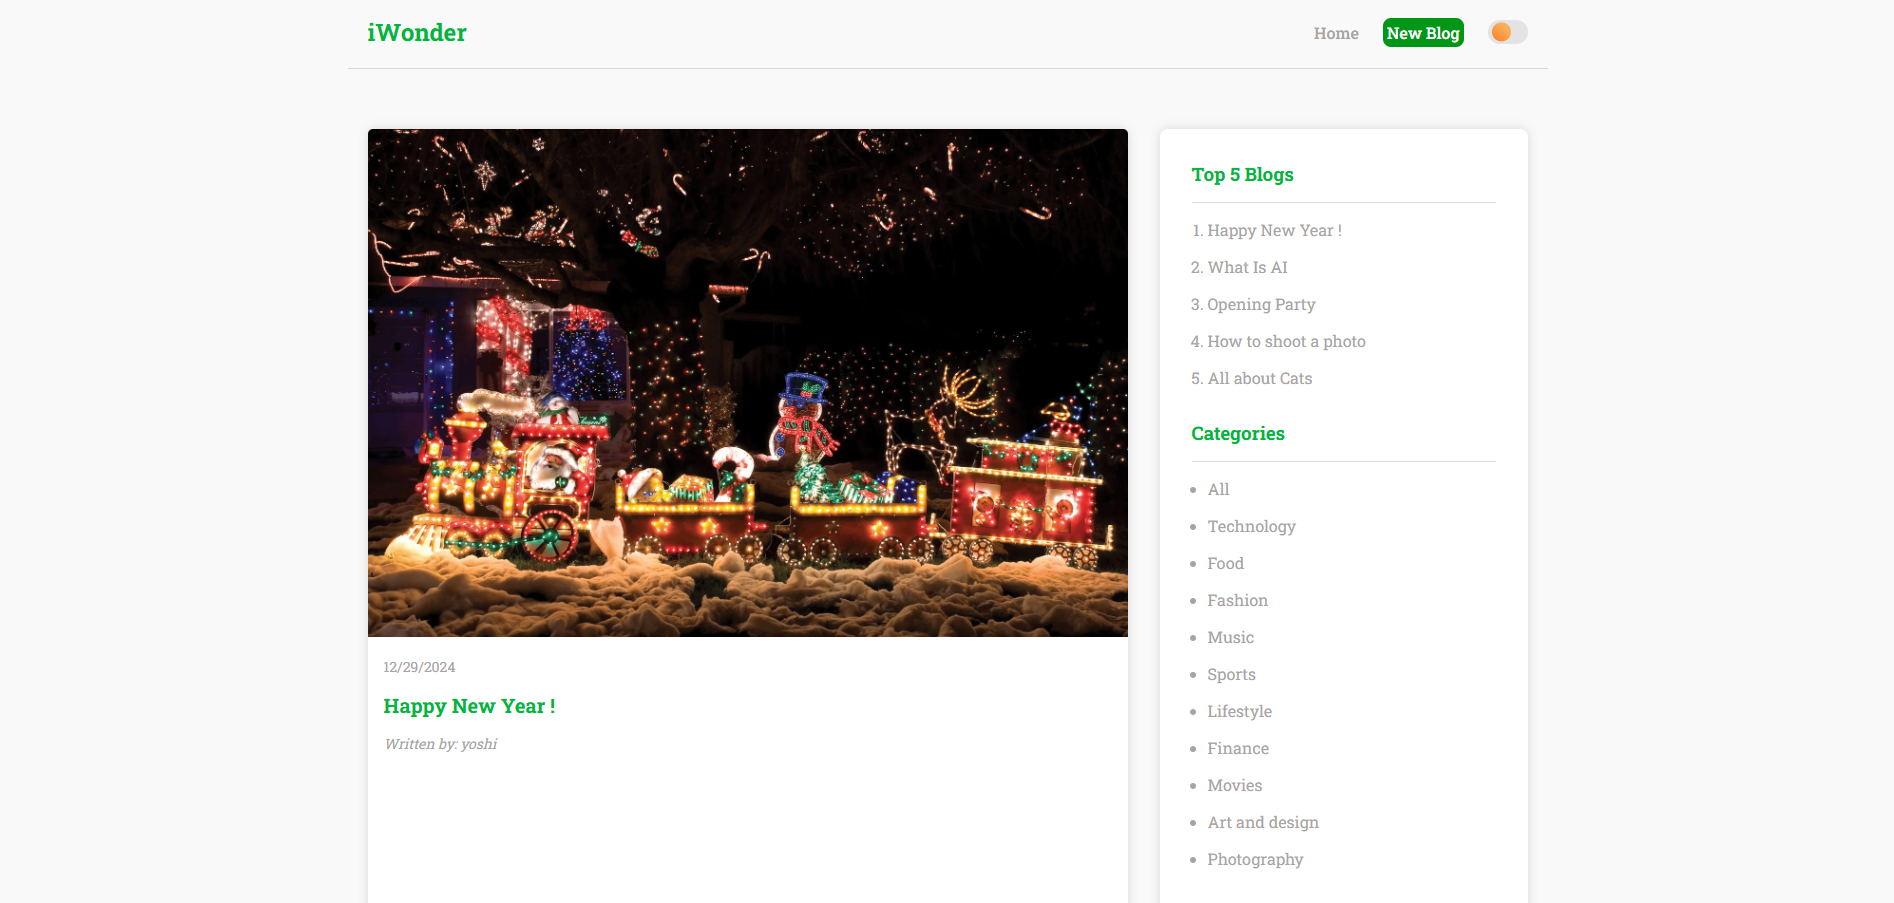 iWonder
Home
New Blog
12/29/2024
Happy New Year !
Written by: yoshi
Top 5 Blogs
1. Happy New Year !
2. What Is AI
3. Opening Party
4. How to shoot a photo
5. All about Cats
Categories
All
Technology
Food
Fashion
Music
Sports
Lifestyle
Finance
Movies
Art and design
Photography